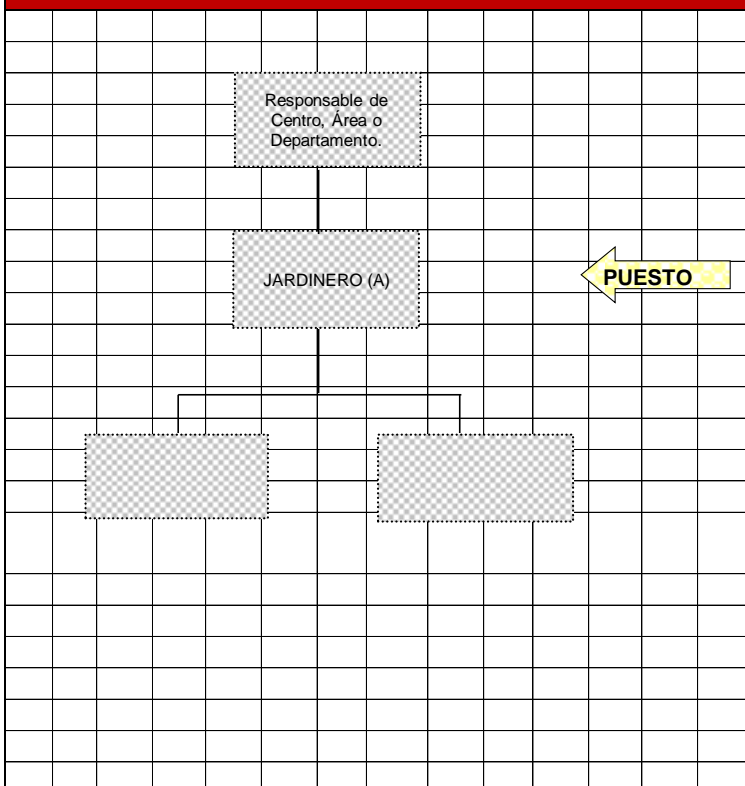 Responsable de
Centro, Área o
Departamento.
JARDINERO (A)
PUESTO